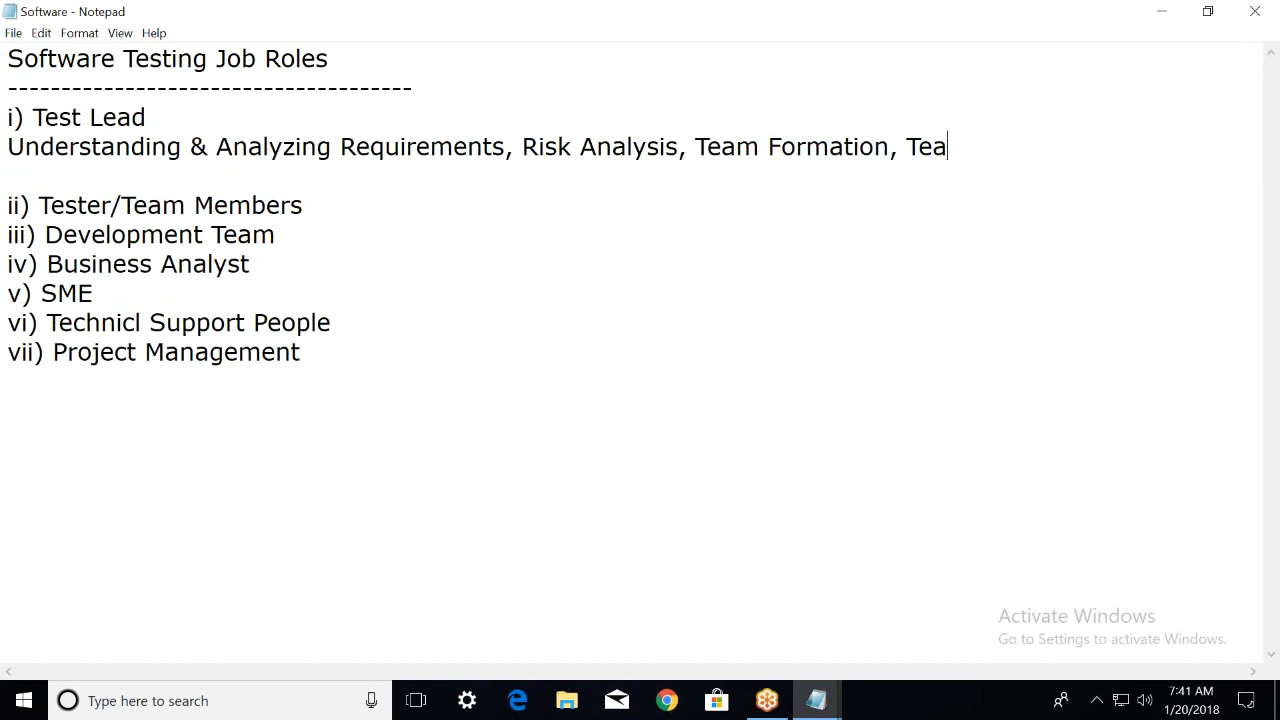 Software - Notepad
File Edit Format View Help
Software Testing Job Roles
--------------------------------------
i) Test Lead
Understanding & Analyzing Requirements, Risk Analysis, Team Formation, Tea
ii) Tester/Team Members
iii) Development Team
iv) Business Analyst
v) SME
vi) Technicl Support People
vii) Project Management
Activate Windows
Go to Settings to activate Windows.
Type here to search
7:41 AM
1/20/2018